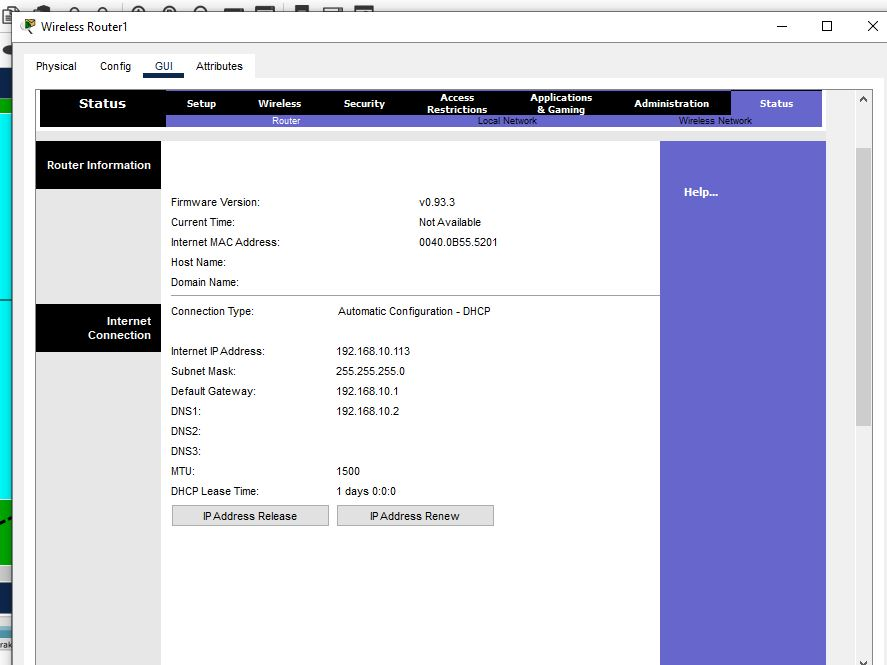 Wireless Router1
Physical Config GUI Attributes
Status Setup Wireless Security Access Restrictions Applications & Gaming Administration Status
Router Local Network Wireless Network
Router Information
Help...
Firmware Version: v0.93.3
Current Time: Not Available
Internet MAC Address: 0040.0B55.5201
Host Name:
Domain Name:
Internet Connection
Connection Type: Automatic Configuration - DHCP
Internet IP Address: 192.168.10.113
Subnet Mask: 255.255.255.0
Default Gateway: 192.168.10.1
DNS1: 192.168.10.2
DNS2:
DNS3:
MTU: 1500
DHCP Lease Time: 1 days 0:0:0
IP Address Release IP Address Renew